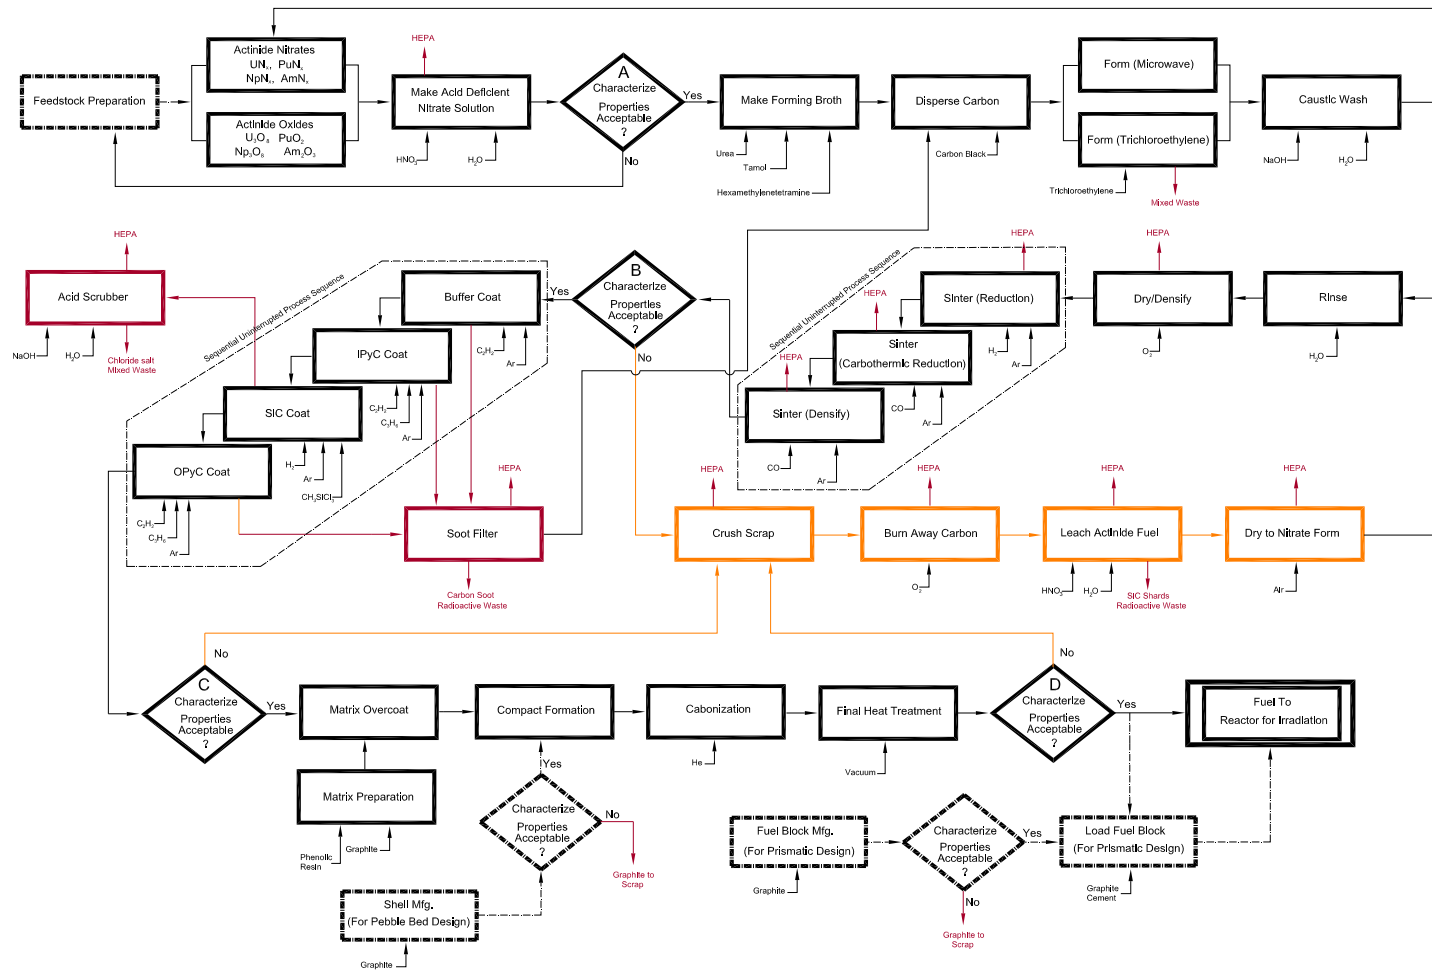 Feedstock Preparation
Actinide Nitrates
UNₓ, PuNₓ
NpNₓ, AmNₓ
Actinide Oxides
U₃O₈ PuO₂
Np₃O₈ Am₂O₃
HEPA
Make Acid Deficient
Nitrate Solution
HNO₃
H₂O
A
Characterize
Properties
Acceptable
?
Yes
No
Make Forming Broth
Urea
Tamol
Hexamethylenetetramine
Disperse Carbon
Carbon Black
Form (Microwave)
Form (Trichloroethylene)
Trichloroethylene
Mixed Waste
Caustic Wash
NaOH
H₂O
HEPA
Acid Scrubber
NaOH
H₂O
Chloride salt
Mixed Waste
Sequential Uninterrupted Process Sequence
Buffer Coat
C₂H₂
Ar
IPyC Coat
C₂H₂
C₃H₆
Ar
SiC Coat
H₂
Ar
CH₃SiCl₃
OPyC Coat
C₂H₂
C₃H₆
Ar
Yes
B
Characterize
Properties
Acceptable
?
No
Sequential Uninterrupted Process Sequence
HEPA
Sinter (Reduction)
H₂
Ar
HEPA
Sinter
(Carbothermic Reduction)
CO
Ar
HEPA
Sinter (Densify)
CO
Ar
HEPA
Dry/Densify
O₂
Rinse
H₂O
HEPA
Soot Filter
Carbon Soot
Radioactive Waste
HEPA
Crush Scrap
HEPA
Burn Away Carbon
O₂
HEPA
Leach Actinide Fuel
HNO₃
H₂O
SiC Shards
Radioactive Waste
HEPA
Dry to Nitrate Form
Air
No
C
Characterize
Properties
Acceptable
?
Yes
Matrix Overcoat
Compact Formation
Cabonization
He
Final Heat Treatment
Vacuum
No
D
Characterize
Properties
Acceptable
?
Yes
Fuel To
Reactor for Irradiation
Matrix Preparation
Phenolic
Resin
Graphite
Yes
Characterize
Properties
Acceptable
?
No
Graphite to
Scrap
Shell Mfg.
(For Pebble Bed Design)
Graphite
Fuel Block Mfg.
(For Prismatic Design)
Graphite
Characterize
Properties
Acceptable
?
Yes
No
Graphite to
Scrap
Load Fuel Block
(For Prismatic Design)
Graphite
Cement